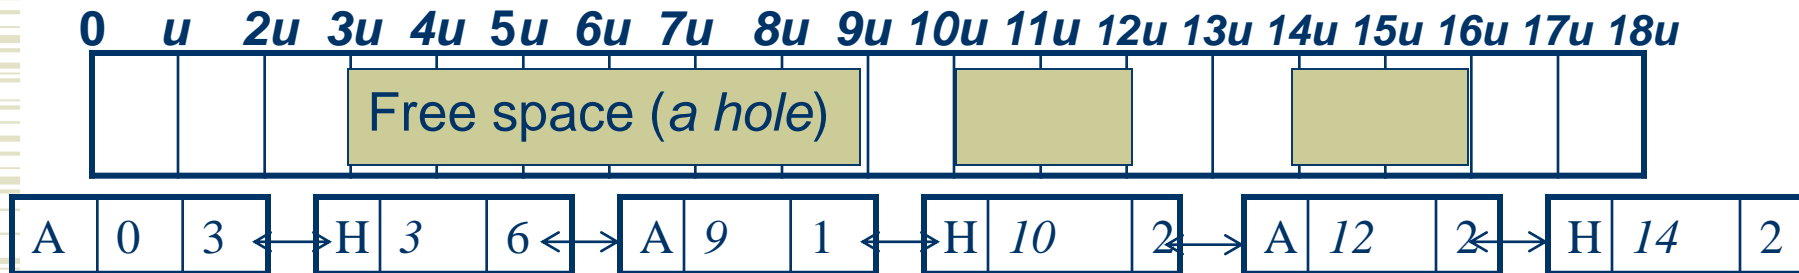 0 u 2u 3u 4u 5u 6u 7u 8u 9u 10u 11u 12u 13u 14u 15u 16u 17u 18u
Free space (a hole)
A 0 3 H 3 6 A 9 1 H 10 2 A 12 2 H 14 2